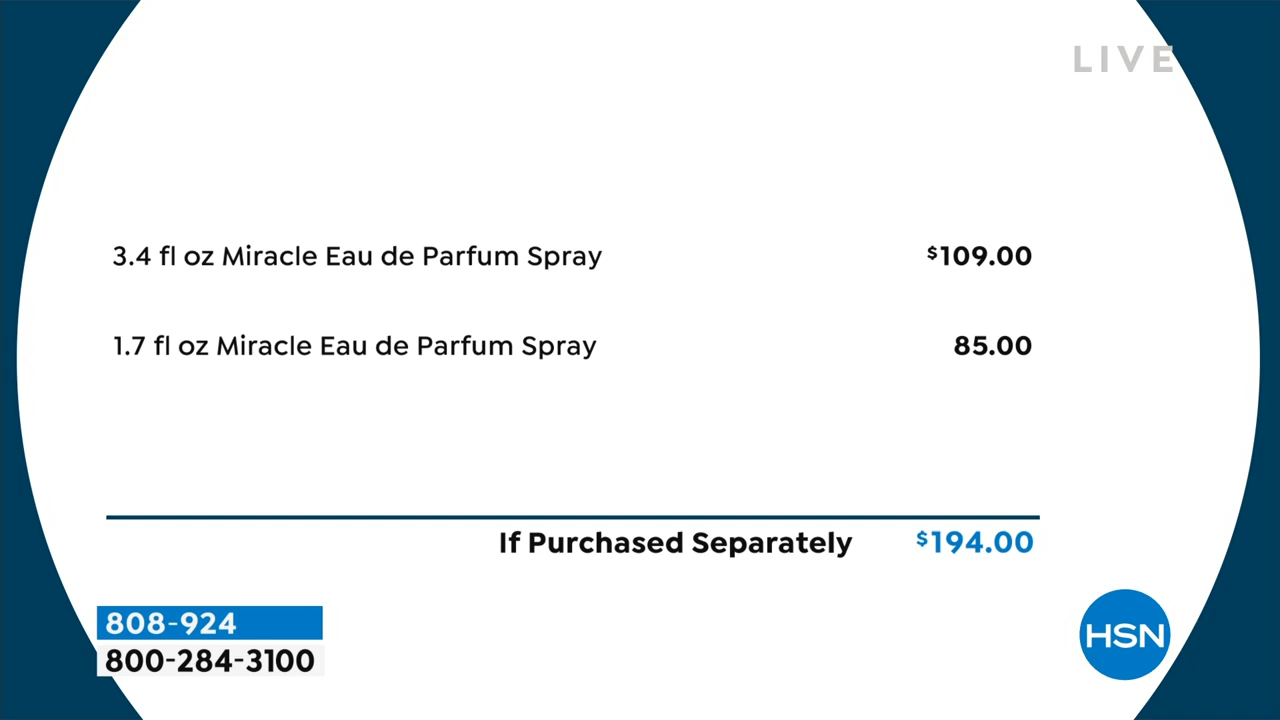 LIVE
3.4 fl oz Miracle Eau de Parfum Spray $109.00
1.7 fl oz Miracle Eau de Parfum Spray 85.00
If Purchased Separately $194.00
808-924
800-284-3100
HSN